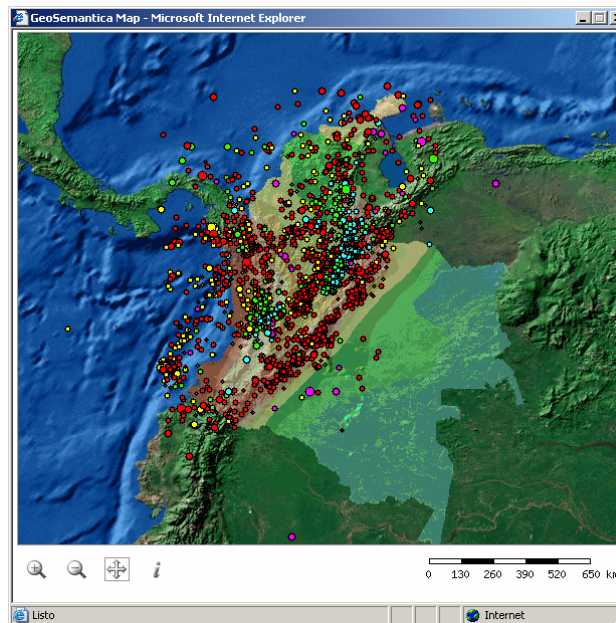 GeoSemantica Map - Microsoft Internet Explorer
i
0 130 260 390 520 650 km
Listo
Internet